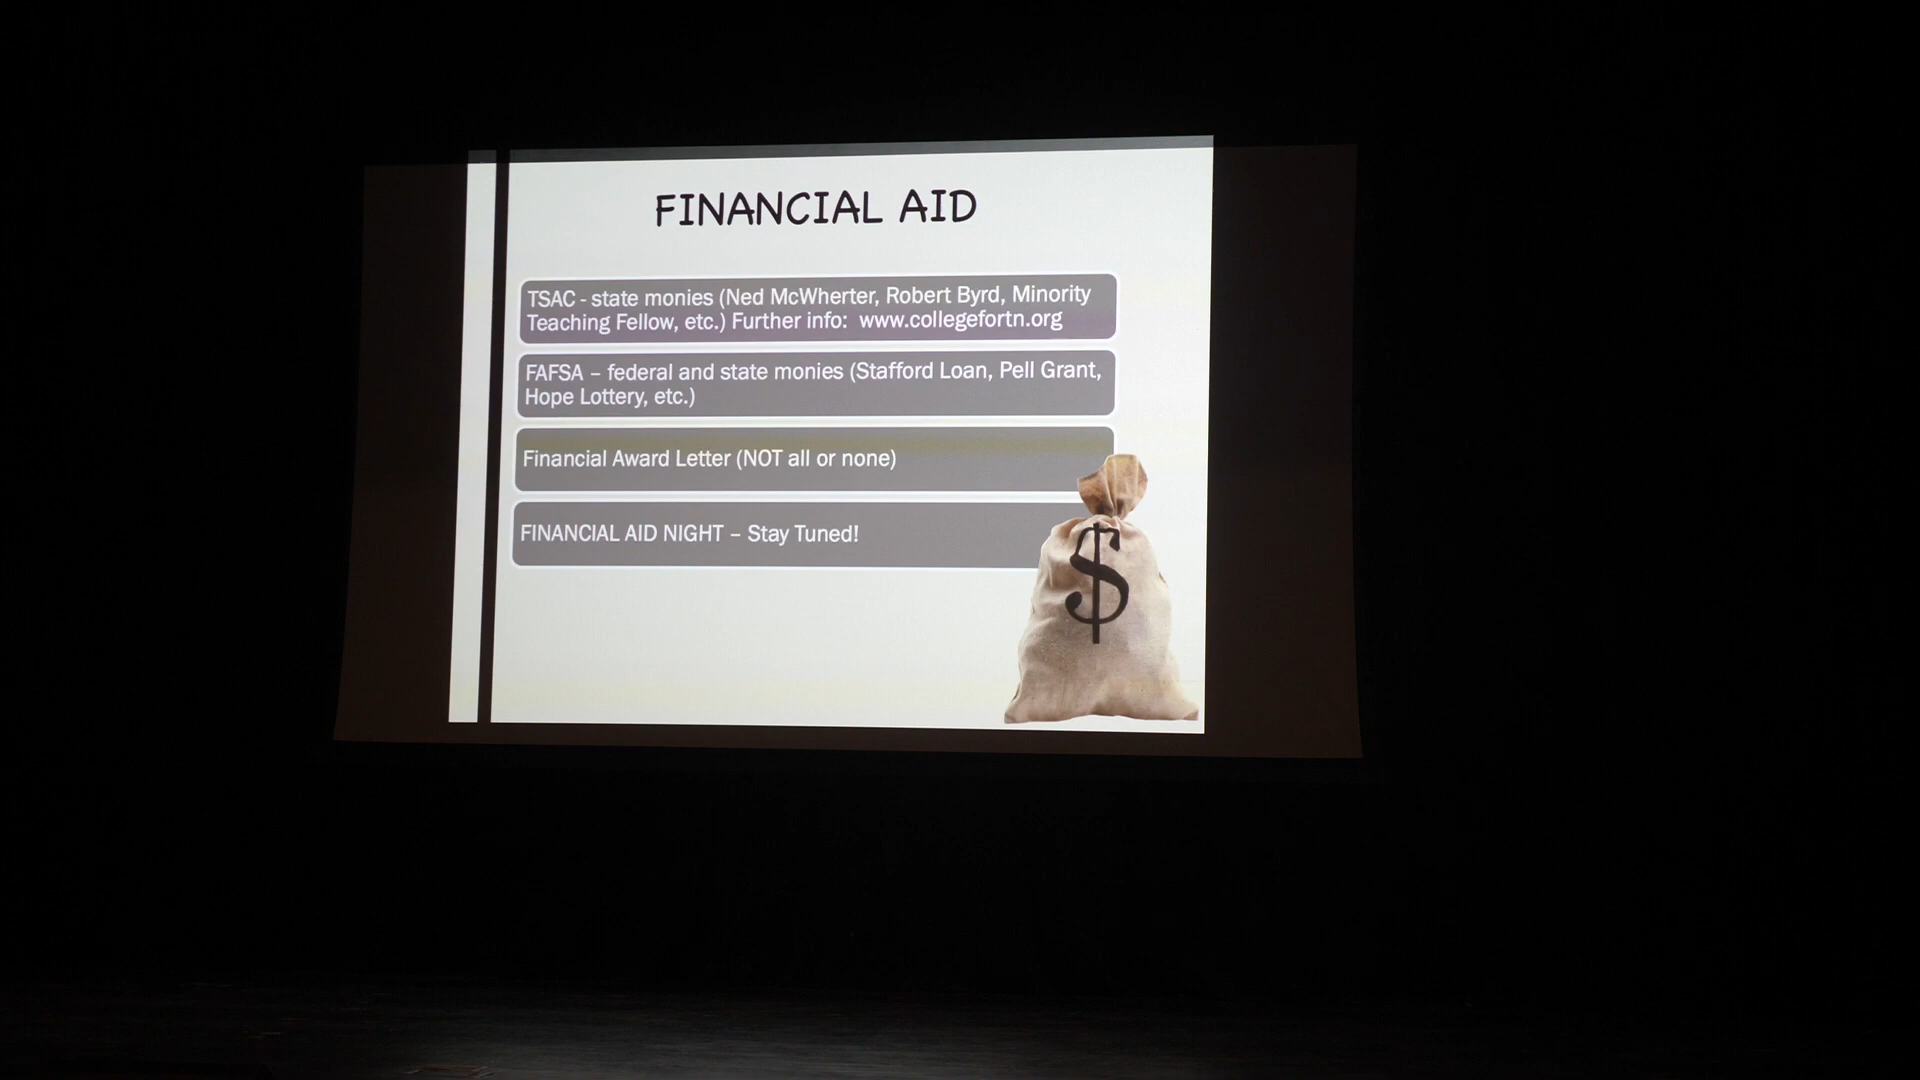 FINANCIAL AID
TSAC - state monies (Ned McWherter, Robert Byrd, Minority
Teaching Fellow, etc.) Further info:  www.collegefortn.org
FAFSA – federal and state monies (Stafford Loan, Pell Grant,
Hope Lottery, etc.)
Financial Award Letter (NOT all or none)
FINANCIAL AID NIGHT – Stay Tuned!
$